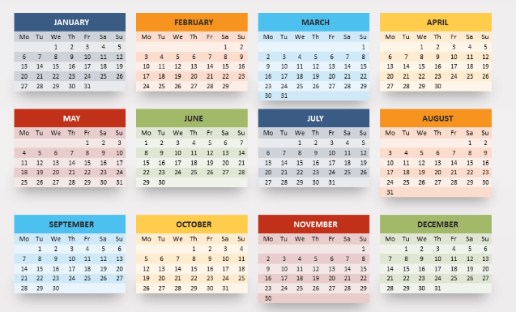 JANUARY
Mo Tu We Th Fr Sa Su
1 2 3 4 5
6 7 8 9 10 11 12
13 14 15 16 17 18 19
20 21 22 23 24 25 26
27 28 29 30 31
FEBRUARY
Mo Tu We Th Fr Sa Su
1 2
3 4 5 6 7 8 9
10 11 12 13 14 15 16
17 18 19 20 21 22 23
24 25 26 27 28 29
MARCH
Mo Tu We Th Fr Sa Su
1
2 3 4 5 6 7 8
9 10 11 12 13 14 15
16 17 18 19 20 21 22
23 24 25 26 27 28 29
30 31
APRIL
Mo Tu We Th Fr Sa Su
1 2 3 4 5
6 7 8 9 10 11 12
13 14 15 16 17 18 19
20 21 22 23 24 25 26
27 28 29 30
MAY
Mo Tu We Th Fr Sa Su
1 2 3
4 5 6 7 8 9 10
11 12 13 14 15 16 17
18 19 20 21 22 23 24
25 26 27 28 29 30 31
JUNE
Mo Tu We Th Fr Sa Su
1 2 3 4 5 6 7
8 9 10 11 12 13 14
15 16 17 18 19 20 21
22 23 24 25 26 27 28
29 30
JULY
Mo Tu We Th Fr Sa Su
1 2 3 4 5
6 7 8 9 10 11 12
13 14 15 16 17 18 19
20 21 22 23 24 25 26
27 28 29 30 31
AUGUST
Mo Tu We Th Fr Sa Su
1 2
3 4 5 6 7 8 9
10 11 12 13 14 15 16
17 18 19 20 21 22 23
24 25 26 27 28 29 30
31
SEPTEMBER
Mo Tu We Th Fr Sa Su
1 2 3 4 5 6
7 8 9 10 11 12 13
14 15 16 17 18 19 20
21 22 23 24 25 26 27
28 29 30
OCTOBER
Mo Tu We Th Fr Sa Su
1 2 3 4
5 6 7 8 9 10 11
12 13 14 15 16 17 18
19 20 21 22 23 24 25
26 27 28 29 30 31
NOVEMBER
Mo Tu We Th Fr Sa Su
1
2 3 4 5 6 7 8
9 10 11 12 13 14 15
16 17 18 19 20 21 22
23 24 25 26 27 28 29
30
DECEMBER
Mo Tu We Th Fr Sa Su
1 2 3 4 5 6
7 8 9 10 11 12 13
14 15 16 17 18 19 20
21 22 23 24 25 26 27
28 29 30 31